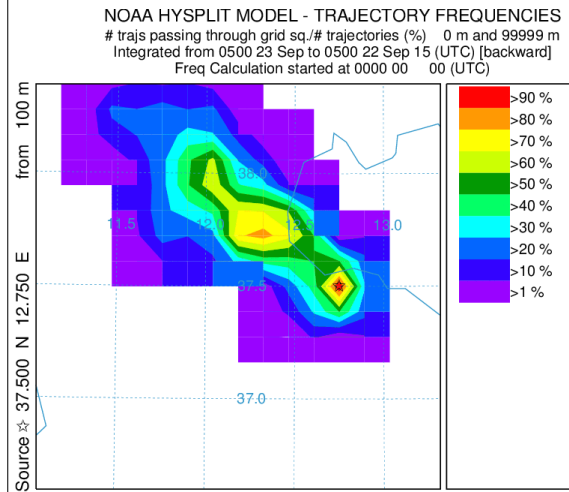 NOAA HYSPLIT MODEL - TRAJECTORY FREQUENCIES
# trajs passing through grid sq./# trajectories (%) 0 m and 99999 m
Integrated from 0500 23 Sep to 0500 22 Sep 15 (UTC) [backward]
Freq Calculation started at 0000 00 00 (UTC)
Source ☆ 37.500 N 12.750 E from 100 m
38.0
11.5 12.0 12.5 13.0
37.5
37.0
>90 %
>80 %
>70 %
>60 %
>50 %
>40 %
>30 %
>20 %
>10 %
>1 %